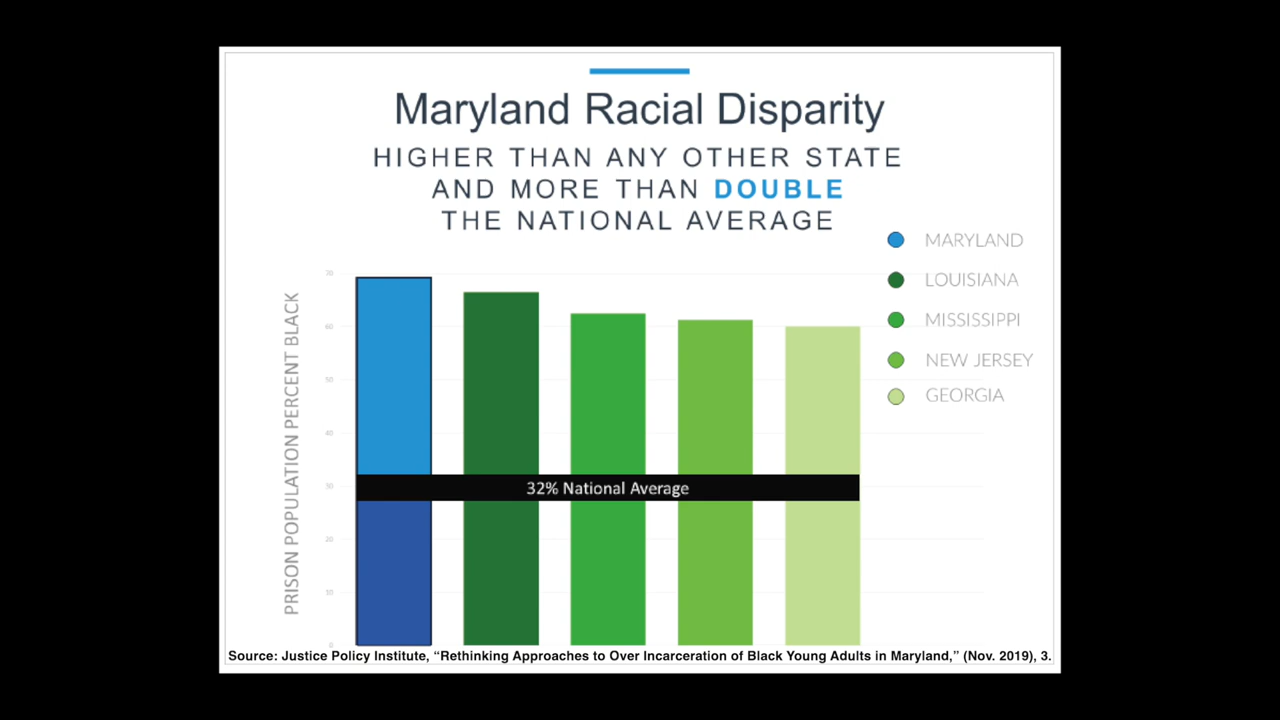 Maryland Racial Disparity
HIGHER THAN ANY OTHER STATE
AND MORE THAN DOUBLE
THE NATIONAL AVERAGE
MARYLAND
LOUISIANA
MISSISSIPPI
NEW JERSEY
GEORGIA
PRISON POPULATION PERCENT BLACK
70
60
50
40
30
20
10
0
32% National Average
Source: Justice Policy Institute, “Rethinking Approaches to Over Incarceration of Black Young Adults in Maryland,” (Nov. 2019), 3.